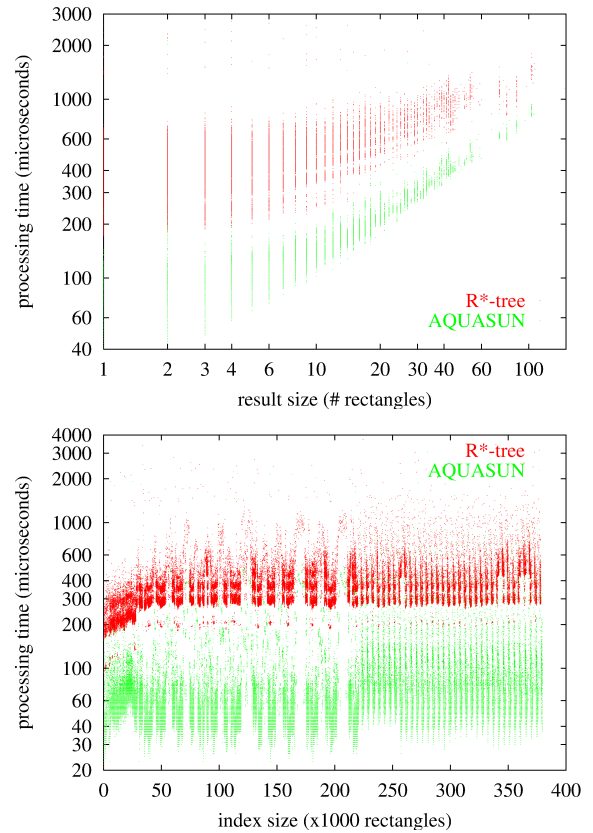 3000
1000
600
400
300
200
100
60
40
processing time (microseconds)
R*-tree
AQUASUN
1 2 3 4 6 10 20 30 40 60 100
result size (# rectangles)
4000
3000
2000
1000
600
400
300
200
100
60
40
30
20
processing time (microseconds)
R*-tree
AQUASUN
0 50 100 150 200 250 300 350 400
index size (x1000 rectangles)